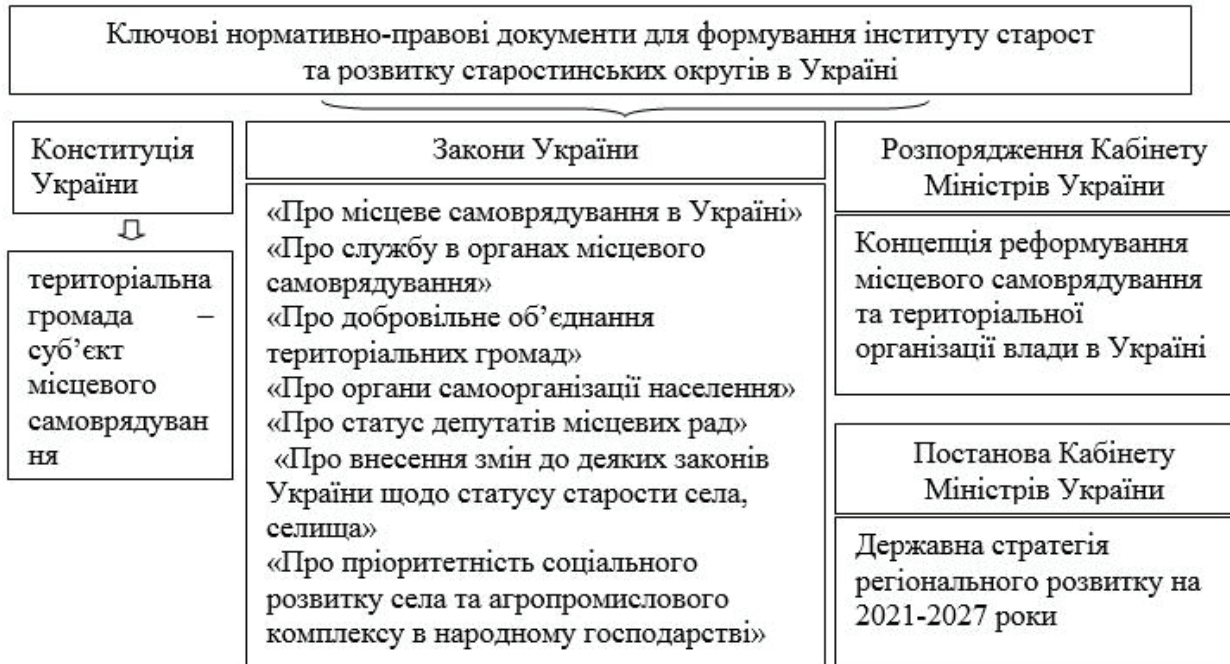 Ключові нормативно-правові документи для формування інституту старост
та розвитку старостинських округів в Україні
Конституція
України
територіальна
громада –
суб’єкт
місцевого
самоврядуван
ня
Закони України
«Про місцеве самоврядування в Україні»
«Про службу в органах місцевого
самоврядування»
«Про добровільне об’єднання
територіальних громад»
«Про органи самоорганізації населення»
«Про статус депутатів місцевих рад»
«Про внесення змін до деяких законів
України щодо статусу старости села,
селища»
«Про пріоритетність соціального
розвитку села та агропромислового
комплексу в народному господарстві»
Розпорядження Кабінету
Міністрів України
Концепція реформування
місцевого самоврядування
та територіальної
організації влади в Україні
Постанова Кабінету
Міністрів України
Державна стратегія
регіонального розвитку на
2021-2027 роки